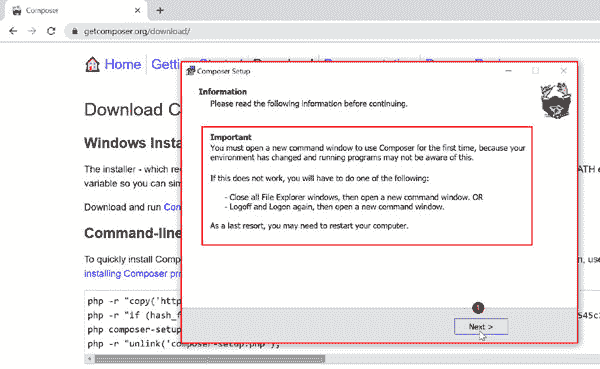 Composer
getcomposer.org/download/
Home
Composer Setup
Information
Please read the following information before continuing.
Download C
Important
You must open a new command window to use Composer for the first time, because your
environment has changed and running programs may not be aware of this.
Windows Insta
The installer - which re
If this does not work, you will have to do one of the following:
variable so you can sim
- Close all File Explorer windows, then open a new command window. OR
- Logoff and Logon again, then open a new command window.
Download and run Con
As a last resort, you may need to restart your computer.
Command-line
To quickly install Comp
installing Composer pr
php -r "copy('http
php -r "if (hash_f
php composer-setup
php -r "unlink('composer-setup.php');
1
Next >